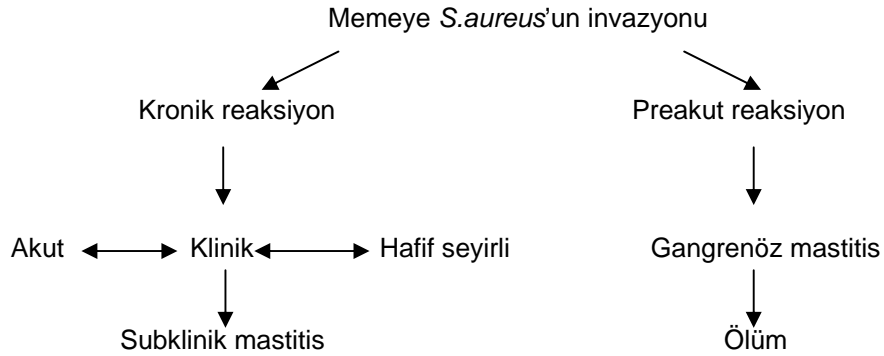 Memeye S.aureus'un invazyonu
Kronik reaksiyon Preakut reaksiyon
Akut Klinik Hafif seyirli Gangrenöz mastitis
Subklinik mastitis Ölüm